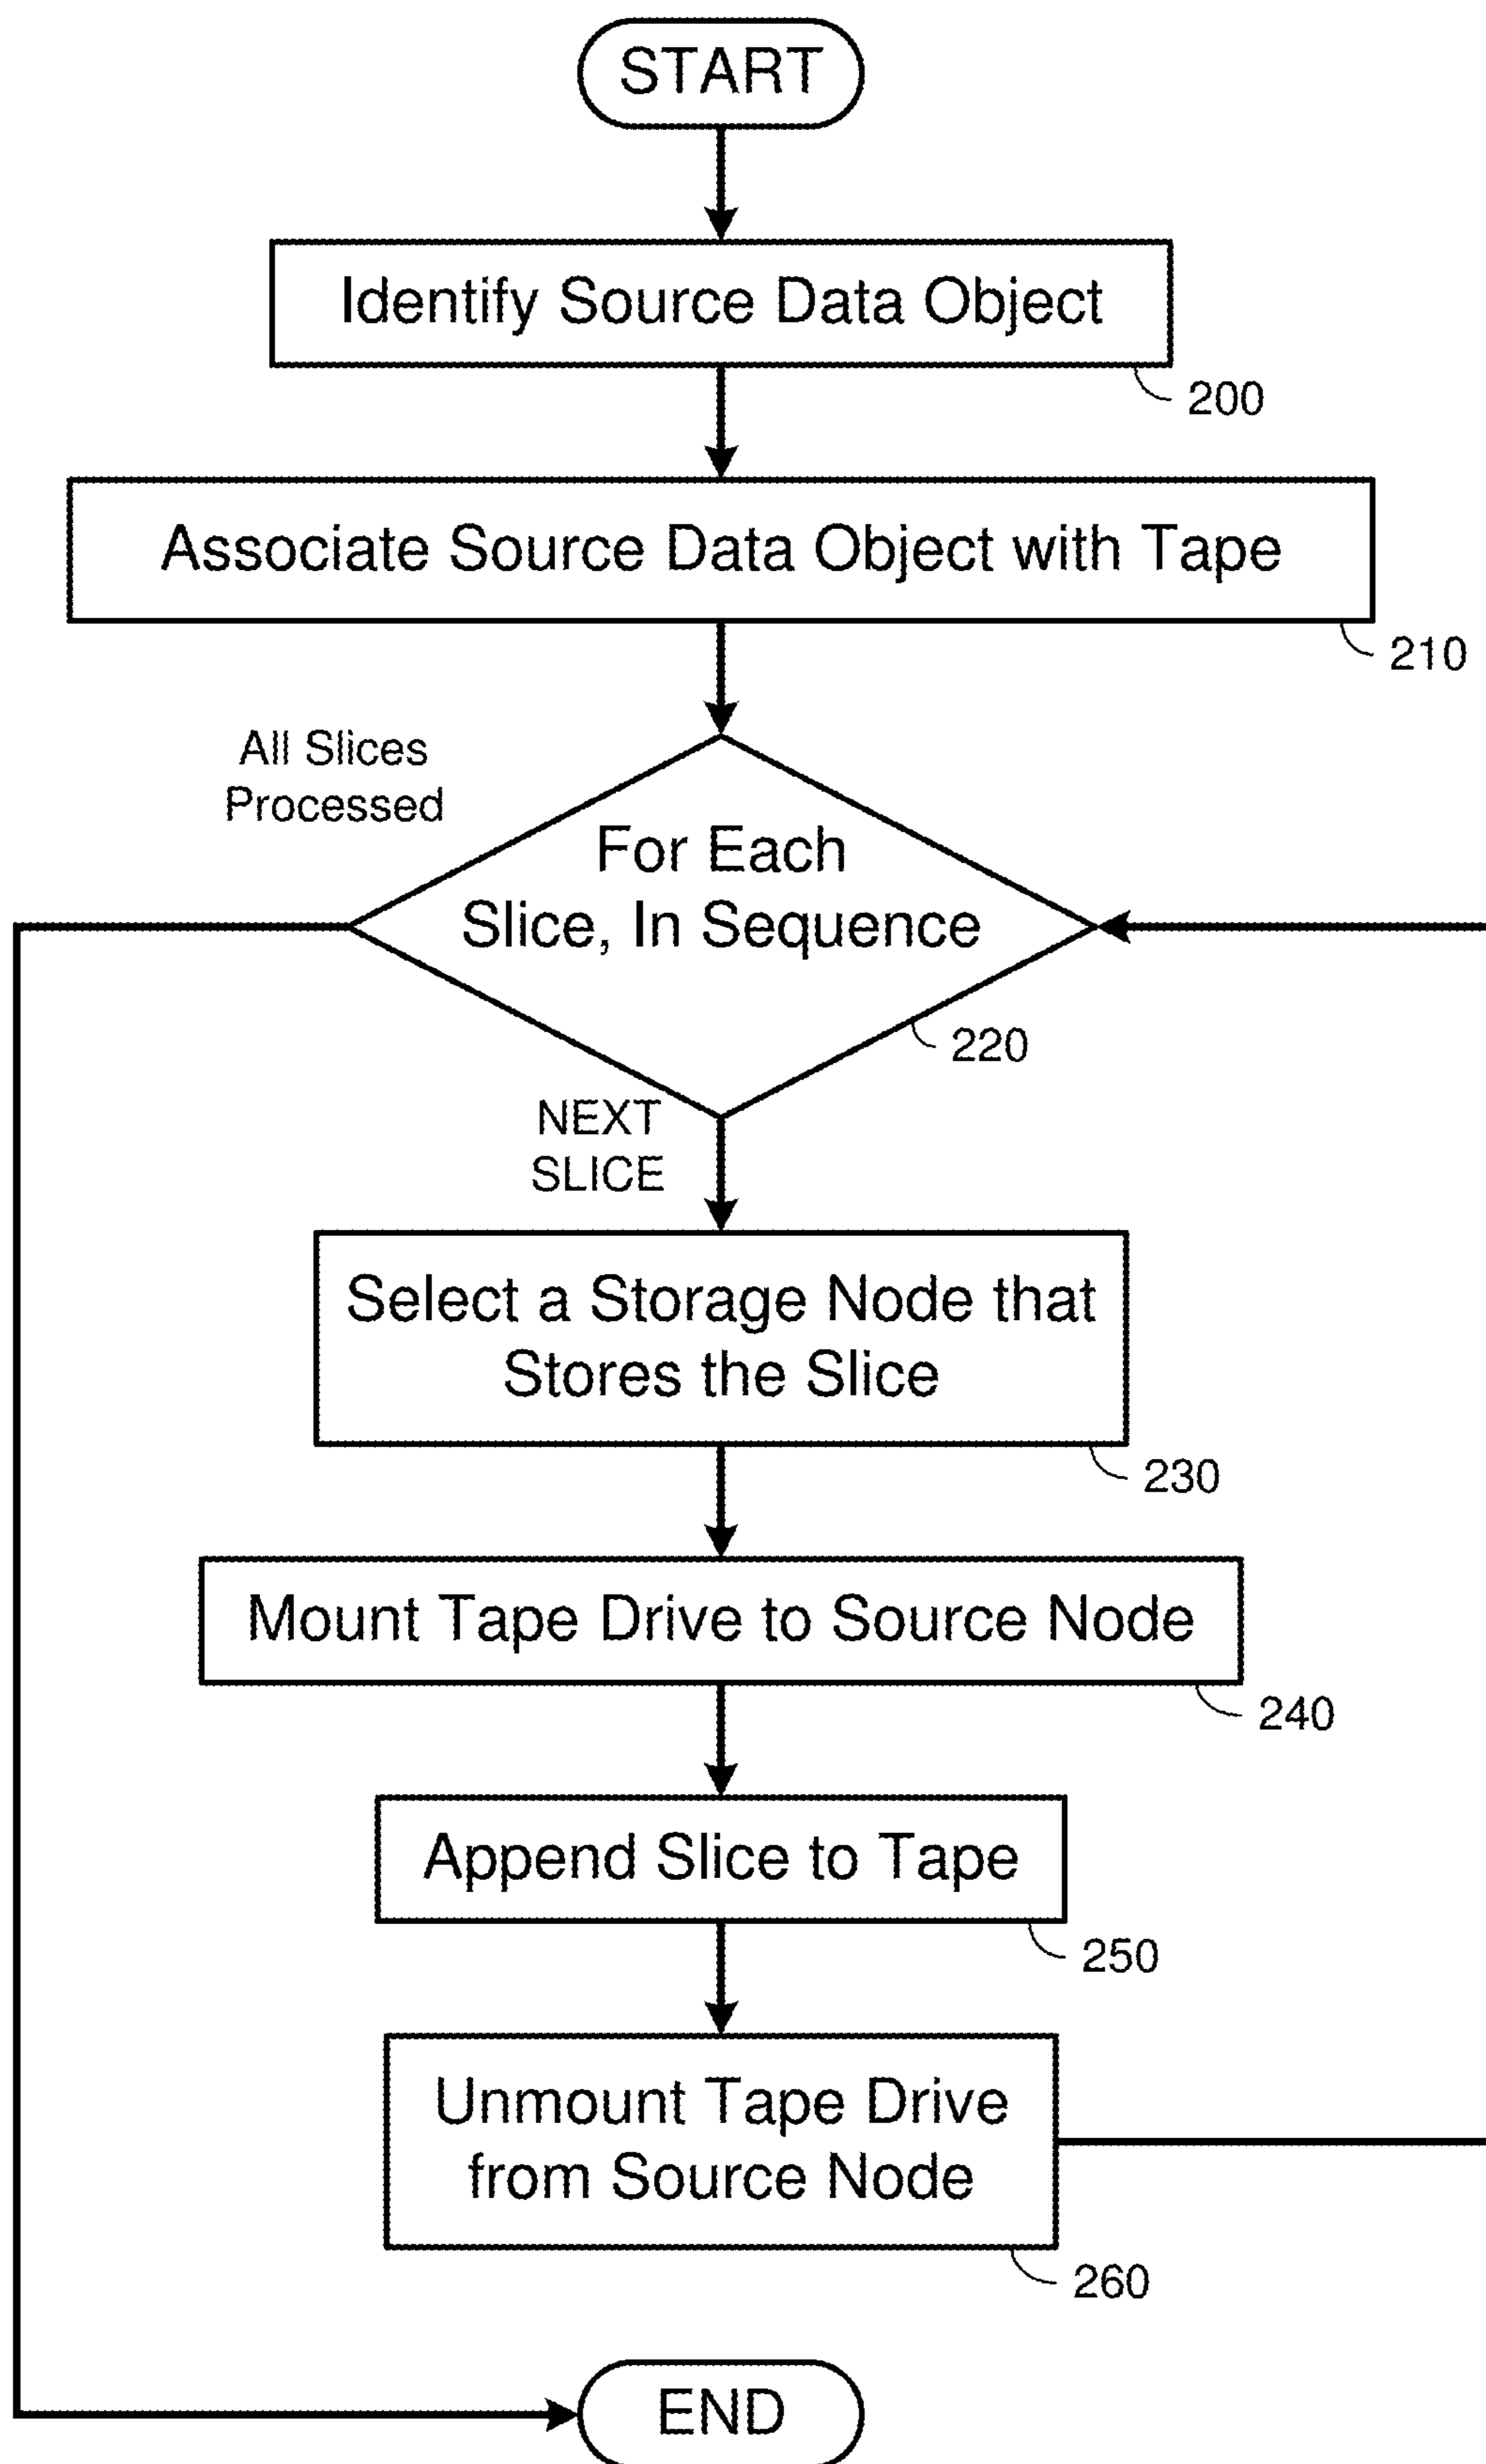 START
Identify Source Data Object
200
Associate Source Data Object with Tape
210
All Slices
Processed
For Each
Slice, In Sequence
220
NEXT
SLICE
Select a Storage Node that
Stores the Slice
230
Mount Tape Drive to Source Node
240
Append Slice to Tape
250
Unmount Tape Drive
from Source Node
260
END